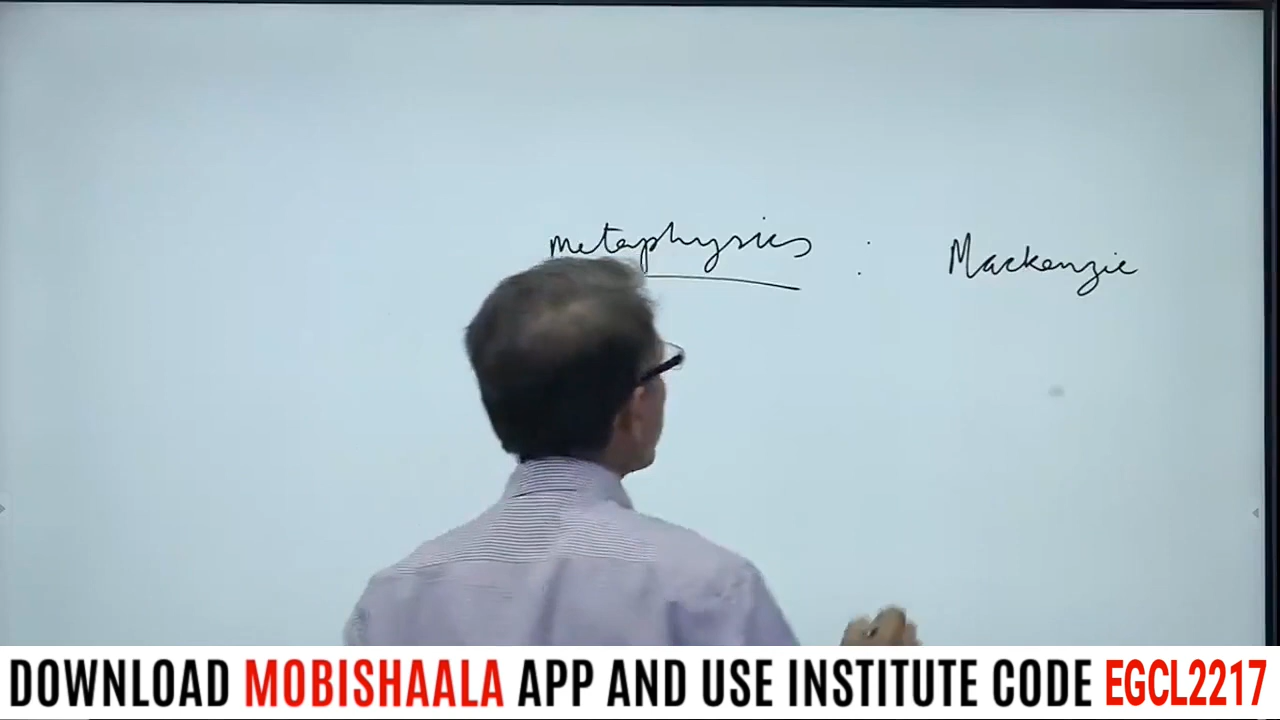 Metaphysics : Mackenzie
DOWNLOAD MOBISHAALA APP AND USE INSTITUTE CODE EGCL2217